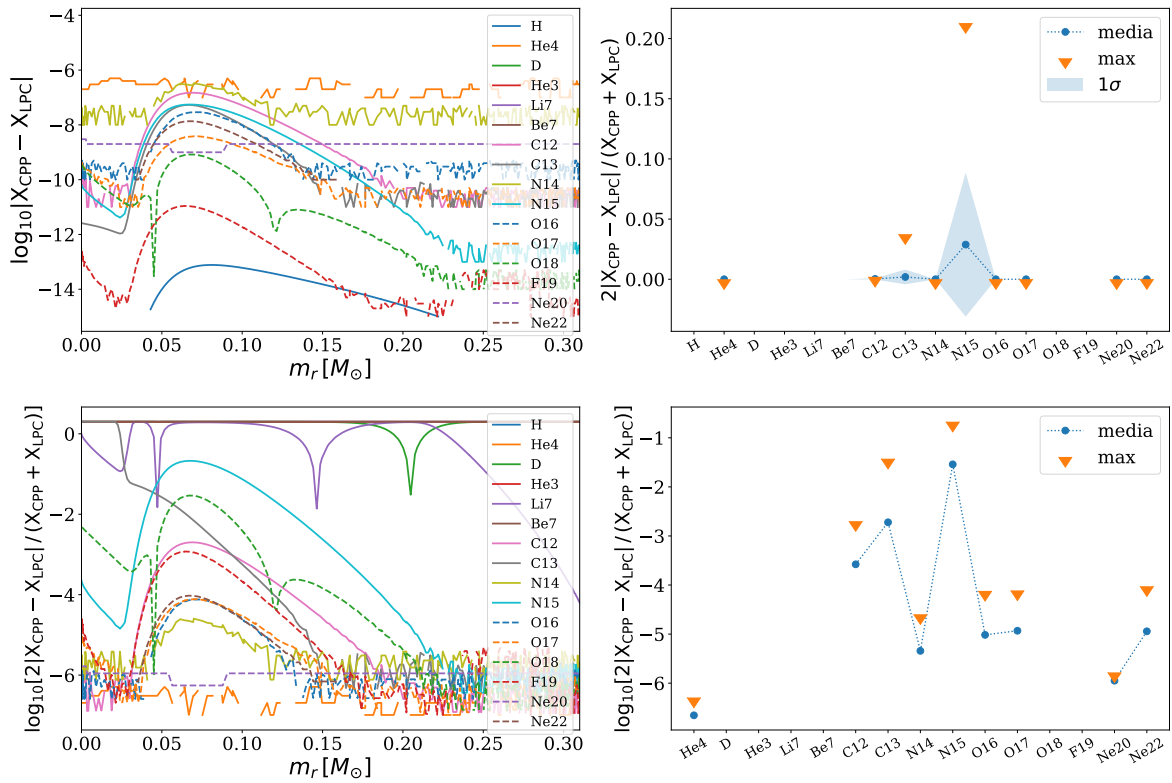 log₁₀|X_CPP − X_LPC|
−4
−6
−8
−10
−12
−14
0.00 0.05 0.10 0.15 0.20 0.25 0.30
m_r [M_⊙]
H
He4
D
He3
Li7
Be7
C12
C13
N14
N15
O16
O17
O18
F19
Ne20
Ne22
2|X_CPP − X_LPC| / (X_CPP + X_LPC)
0.20
0.15
0.10
0.05
0.00
media
max
1σ
H He4 D He3 Li7 Be7 C12 C13 N14 N15 O16 O17 O18 F19 Ne20 Ne22
log₁₀[2|X_CPP − X_LPC| / (X_CPP + X_LPC)]
0
−2
−4
−6
0.00 0.05 0.10 0.15 0.20 0.25 0.30
m_r [M_⊙]
H
He4
D
He3
Li7
Be7
C12
C13
N14
N15
O16
O17
O18
F19
Ne20
Ne22
log₁₀[2|X_CPP − X_LPC| / (X_CPP + X_LPC)]
−1
−2
−3
−4
−5
−6
media
max
He4 D He3 Li7 Be7 C12 C13 N14 N15 O16 O17 O18 F19 Ne20 Ne22